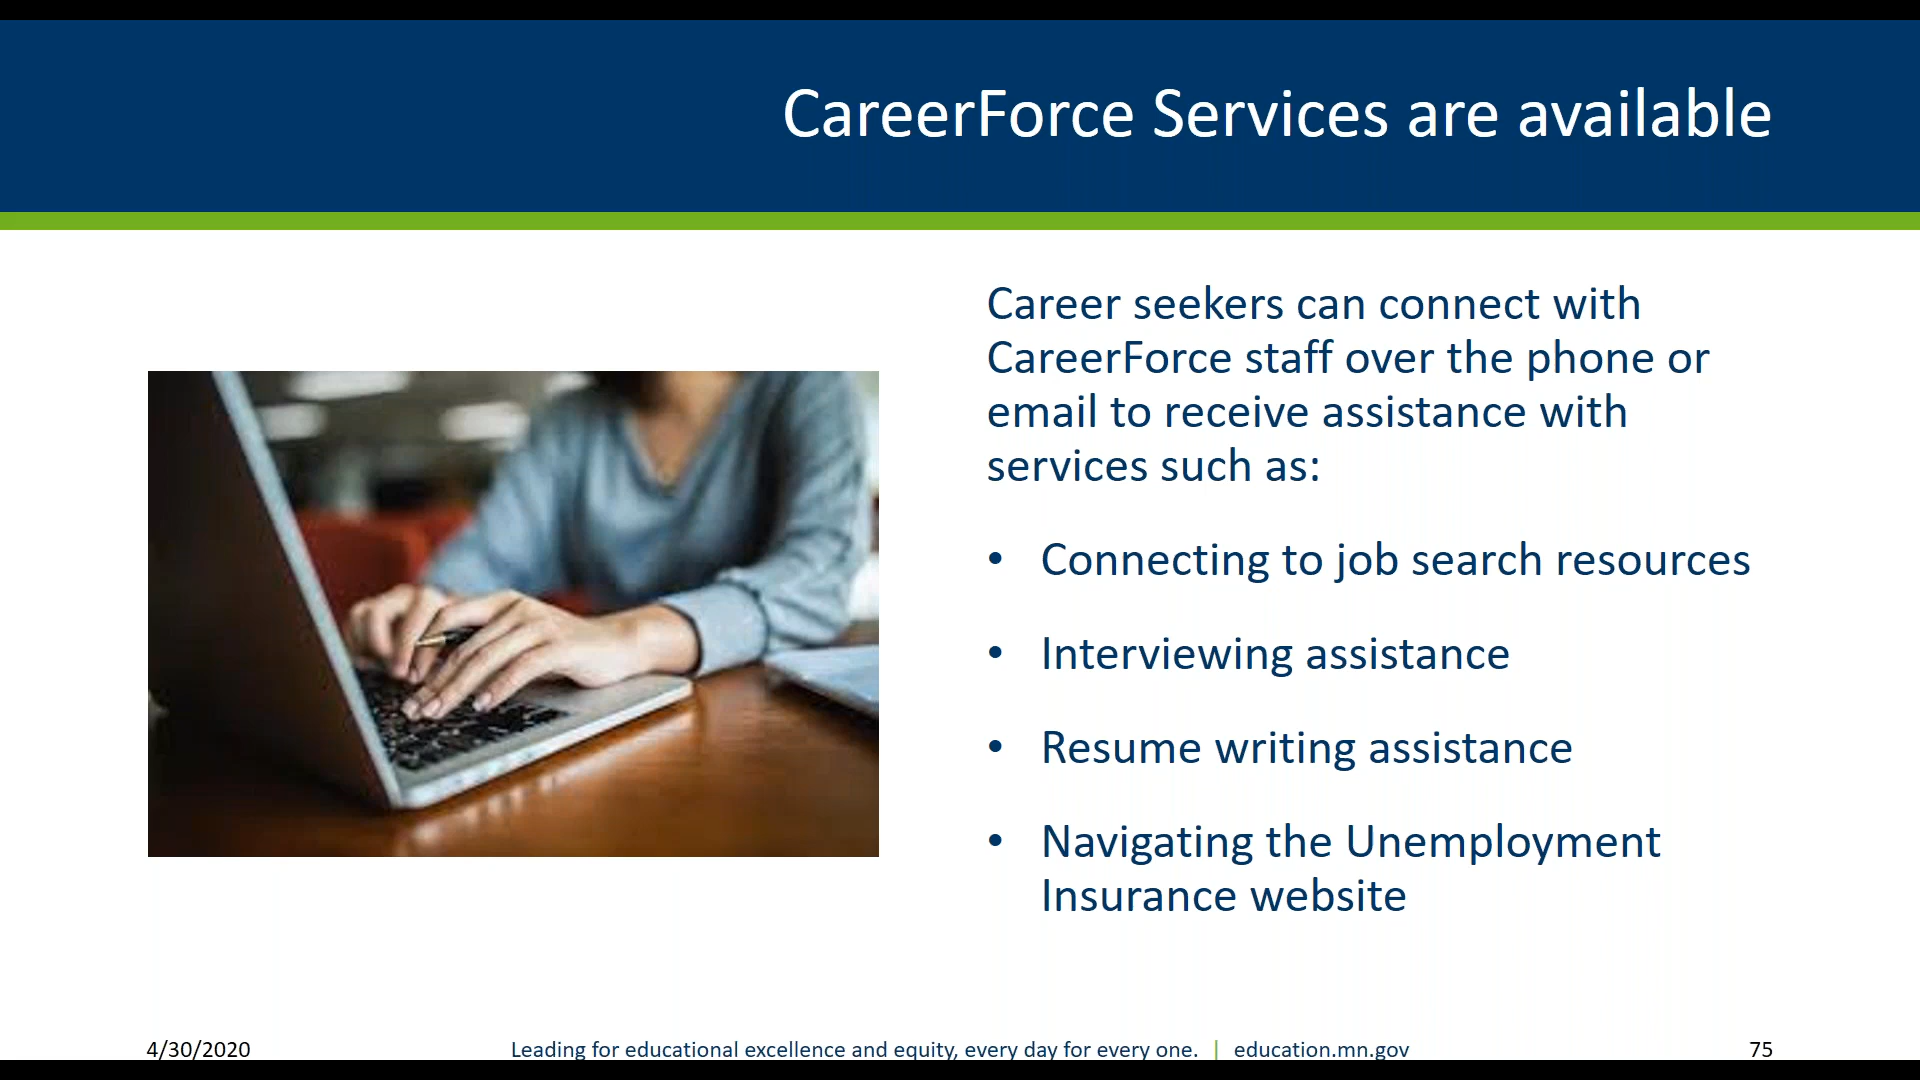 CareerForce Services are available
Career seekers can connect with
CareerForce staff over the phone or
email to receive assistance with
services such as:
• Connecting to job search resources
• Interviewing assistance
• Resume writing assistance
• Navigating the Unemployment
Insurance website
4/30/2020
Leading for educational excellence and equity, every day for every one. | education.mn.gov
75